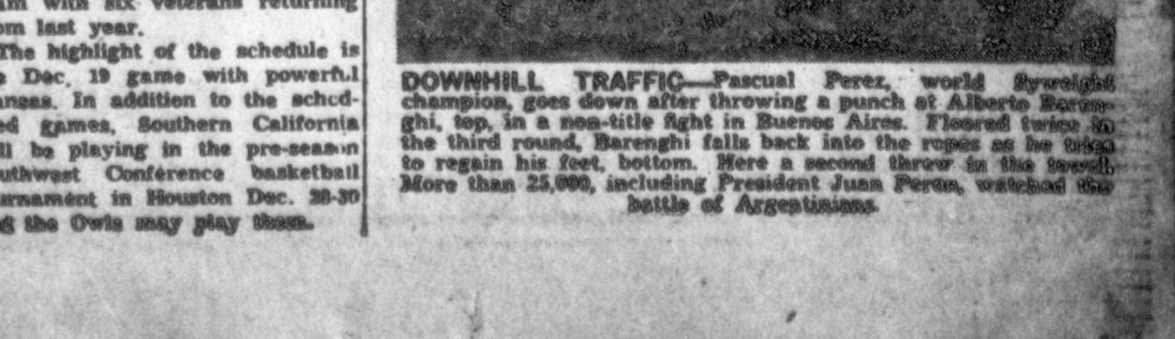 am with six veterans returning
om last year.
The highlight of the schedule is
e Dec. 19 game with powerful
ansas. In addition to the sched-
ed games, Southern California
ll be playing in the pre-season
uthwest Conference basketball
urnament in Houston Dec. 28-30
d the Owls may play them.
DOWNHILL TRAFFIC—Pascual Perez, world flyweight
champion, goes down after throwing a punch at Alberto Baren-
ghi, top, in a non-title fight in Buenos Aires. Floored twice in
the third round, Barenghi falls back into the ropes as he tries
to regain his feet, bottom. Here a second threw in the towel.
More than 25,000, including President Juan Peron, watched the
battle of Argentinians.